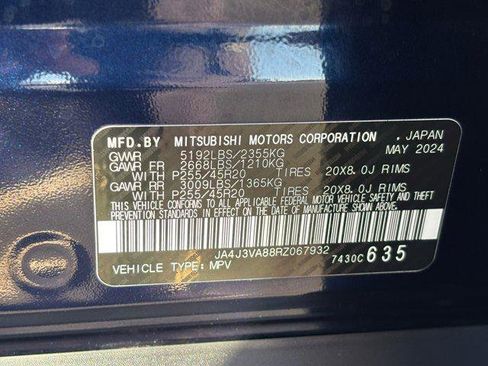 MFD.BY MITSUBISHI MOTORS CORPORATION . JAPAN
GVWR 5192LBS/2355KG MAY 2024
GAWR FR 2668LBS/1210KG
WITH P255/45R20 TIRES 20X8.0J RIMS
GAWR RR 3009LBS/1365KG
WITH P255/45R20 TIRES 20X8.0J RIMS
THIS VEHICLE CONFORMS TO ALL APPLICABLE FEDERAL MOTOR VEHICLE SAFETY AND THEFT
PREVENTION STANDARDS IN EFFECT ON THE DATE OF MANUFACTURE SHOWN ABOVE.
JA4J3VA88RZ067932
VEHICLE TYPE: MPV 7430C 635